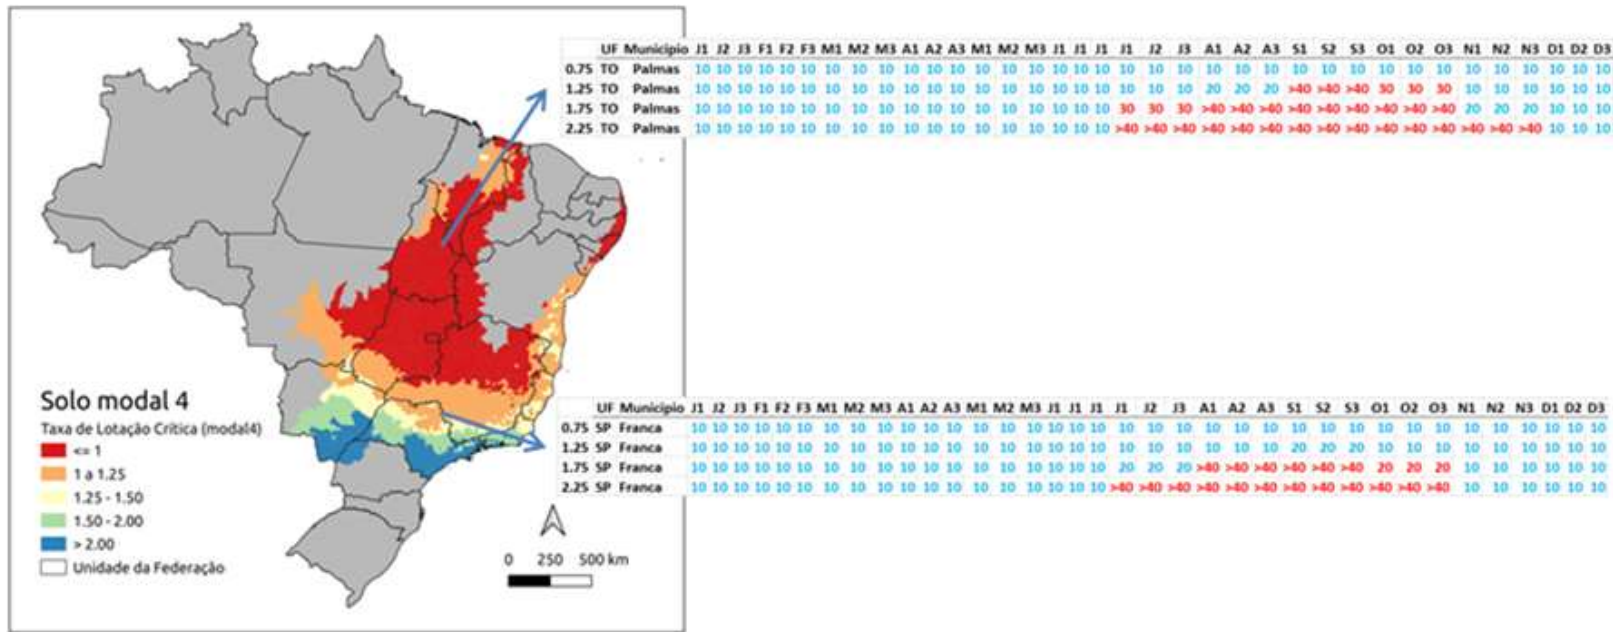 UF Município J1 J2 J3 F1 F2 F3 M1 M2 M3 A1 A2 A3 M1 M2 M3 J1 J1 J1 J1 J2 J3 A1 A2 A3 S1 S2 S3 O1 O2 O3 N1 N2 N3 D1 D2 D3
0.75 TO Palmas 10 10 10 10 10 10 10 10 10 10 10 10 10 10 10 10 10 10 10 10 10 10 10 10 10 10 10 10 10 10 10 10 10 10 10 10
1.25 TO Palmas 10 10 10 10 10 10 10 10 10 10 10 10 10 10 10 10 10 10 10 10 10 20 20 20 >40 >40 >40 30 30 30 10 10 10 10 10 10
1.75 TO Palmas 10 10 10 10 10 10 10 10 10 10 10 10 10 10 10 10 10 10 30 30 30 >40 >40 >40 >40 >40 >40 >40 >40 >40 20 20 20 10 10 10
2.25 TO Palmas 10 10 10 10 10 10 10 10 10 10 10 10 10 10 10 10 10 10 >40 >40 >40 >40 >40 >40 >40 >40 >40 >40 >40 >40 >40 >40 >40 10 10 10
Solo modal 4
Taxa de Lotação Crítica (modal4)
<= 1
1 a 1.25
1.25 - 1.50
1.50 - 2.00
> 2.00
Unidade da Federação
0 250 500 km
UF Município J1 J2 J3 F1 F2 F3 M1 M2 M3 A1 A2 A3 M1 M2 M3 J1 J1 J1 J1 J2 J3 A1 A2 A3 S1 S2 S3 O1 O2 O3 N1 N2 N3 D1 D2 D3
0.75 SP Franca 10 10 10 10 10 10 10 10 10 10 10 10 10 10 10 10 10 10 10 10 10 10 10 10 10 10 10 10 10 10 10 10 10 10 10 10
1.25 SP Franca 10 10 10 10 10 10 10 10 10 10 10 10 10 10 10 10 10 10 10 10 10 10 10 10 20 20 20 10 10 10 10 10 10 10 10 10
1.75 SP Franca 10 10 10 10 10 10 10 10 10 10 10 10 10 10 10 10 10 10 20 20 20 >40 >40 >40 >40 >40 >40 20 20 20 10 10 10 10 10 10
2.25 SP Franca 10 10 10 10 10 10 10 10 10 10 10 10 10 10 10 10 10 10 >40 >40 >40 >40 >40 >40 >40 >40 >40 >40 >40 >40 10 10 10 10 10 10